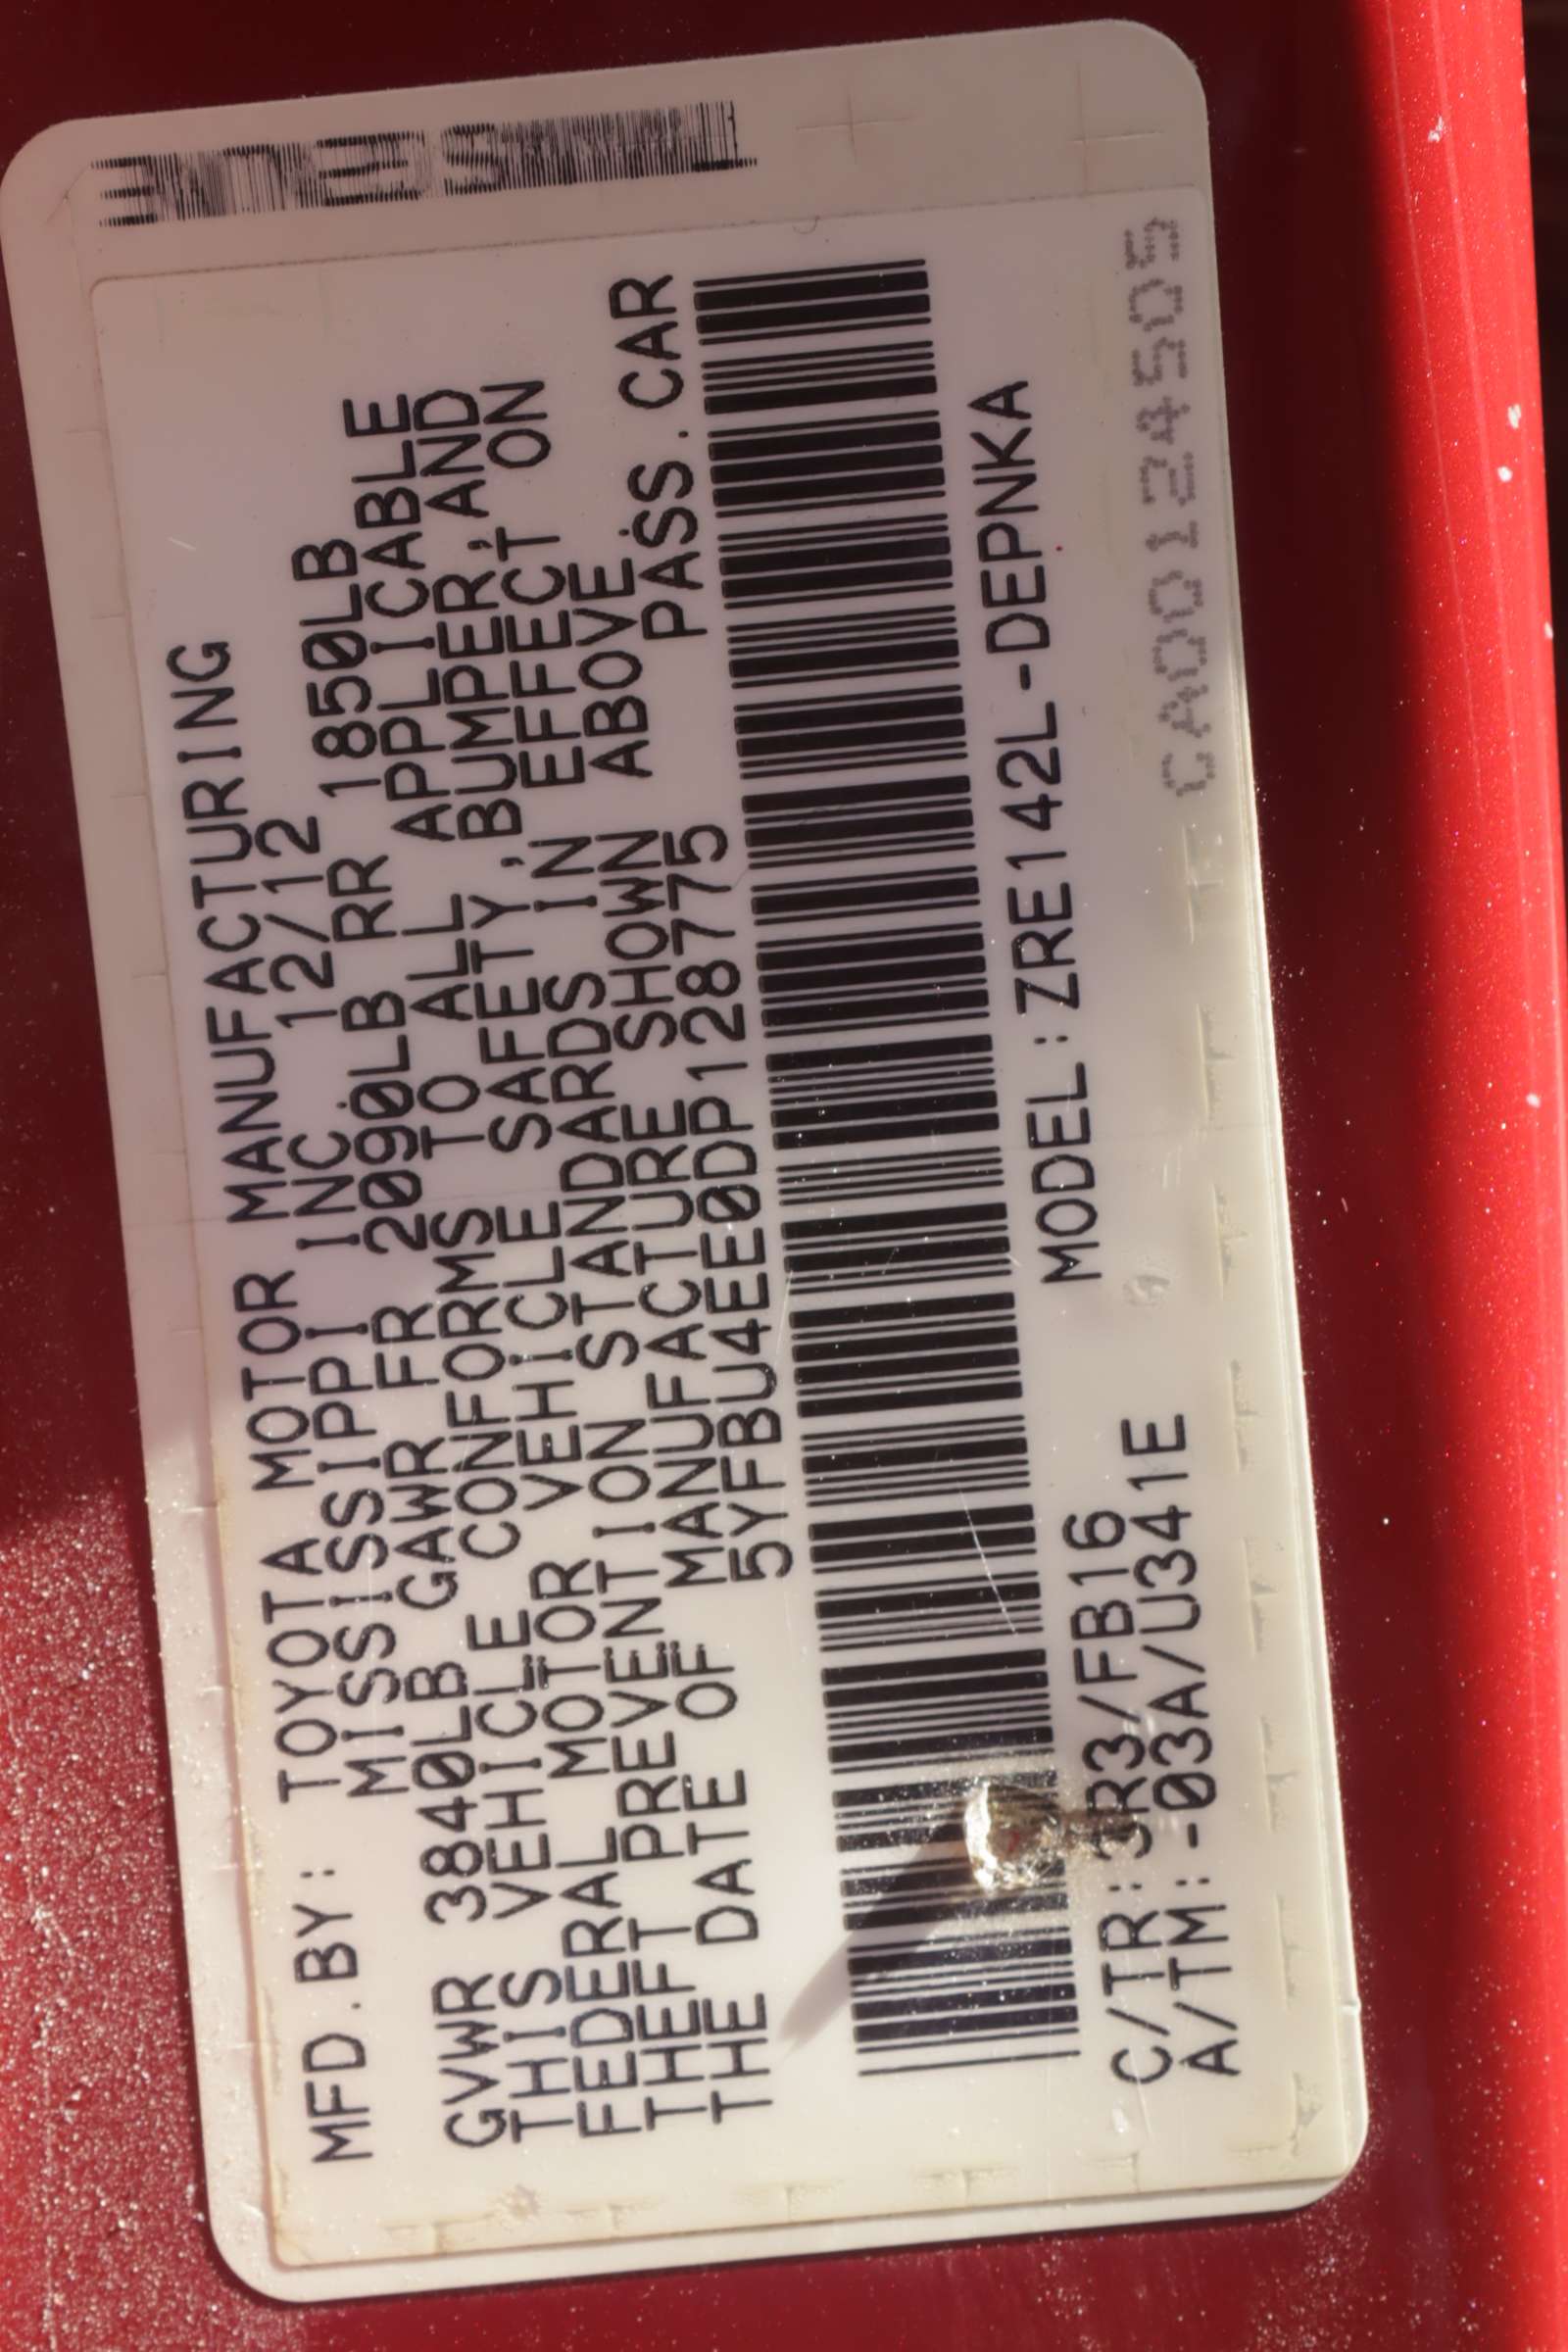 MFD.BY: TOYOTA MOTOR MANUFACTURING
MISSISSIPPI INC. 12/12
GVWR 3840LB GAWR FR 2090LB RR 1850LB
THIS VEHICLE CONFORMS TO ALL APPLICABLE
FEDERAL MOTOR VEHICLE SAFETY, BUMPER, AND
THEFT PREVENTION STANDARDS IN EFFECT ON
THE DATE OF MANUFACTURE SHOWN ABOVE.
5YFBU4EE0DP128775 PASS.CAR
MODEL:ZRE142L-DEPNKA
C/TR:3R3/FB16
A/TM:-03A/U341E